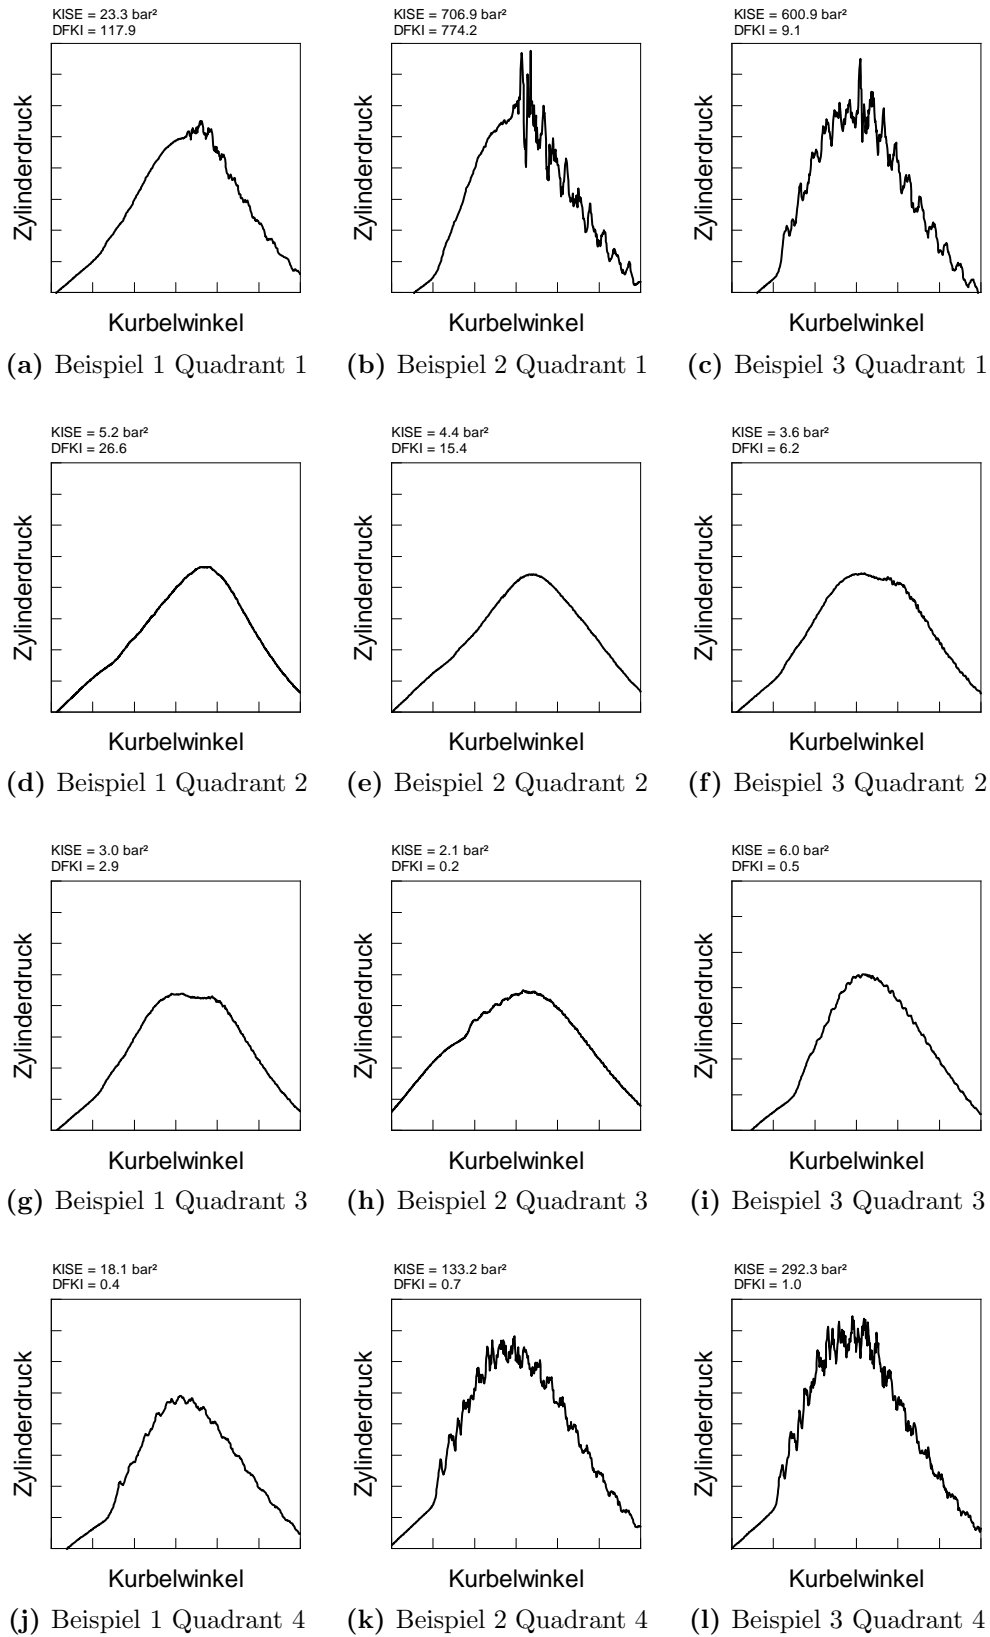 KISE = 23.3 bar²
DFKI = 117.9
Zylinderdruck
Kurbelwinkel
(a) Beispiel 1 Quadrant 1
KISE = 706.9 bar²
DFKI = 774.2
Zylinderdruck
Kurbelwinkel
(b) Beispiel 2 Quadrant 1
KISE = 600.9 bar²
DFKI = 9.1
Zylinderdruck
Kurbelwinkel
(c) Beispiel 3 Quadrant 1
KISE = 5.2 bar²
DFKI = 26.6
Zylinderdruck
Kurbelwinkel
(d) Beispiel 1 Quadrant 2
KISE = 4.4 bar²
DFKI = 15.4
Zylinderdruck
Kurbelwinkel
(e) Beispiel 2 Quadrant 2
KISE = 3.6 bar²
DFKI = 6.2
Zylinderdruck
Kurbelwinkel
(f) Beispiel 3 Quadrant 2
KISE = 3.0 bar²
DFKI = 2.9
Zylinderdruck
Kurbelwinkel
(g) Beispiel 1 Quadrant 3
KISE = 2.1 bar²
DFKI = 0.2
Zylinderdruck
Kurbelwinkel
(h) Beispiel 2 Quadrant 3
KISE = 6.0 bar²
DFKI = 0.5
Zylinderdruck
Kurbelwinkel
(i) Beispiel 3 Quadrant 3
KISE = 18.1 bar²
DFKI = 0.4
Zylinderdruck
Kurbelwinkel
(j) Beispiel 1 Quadrant 4
KISE = 133.2 bar²
DFKI = 0.7
Zylinderdruck
Kurbelwinkel
(k) Beispiel 2 Quadrant 4
KISE = 292.3 bar²
DFKI = 1.0
Zylinderdruck
Kurbelwinkel
(l) Beispiel 3 Quadrant 4